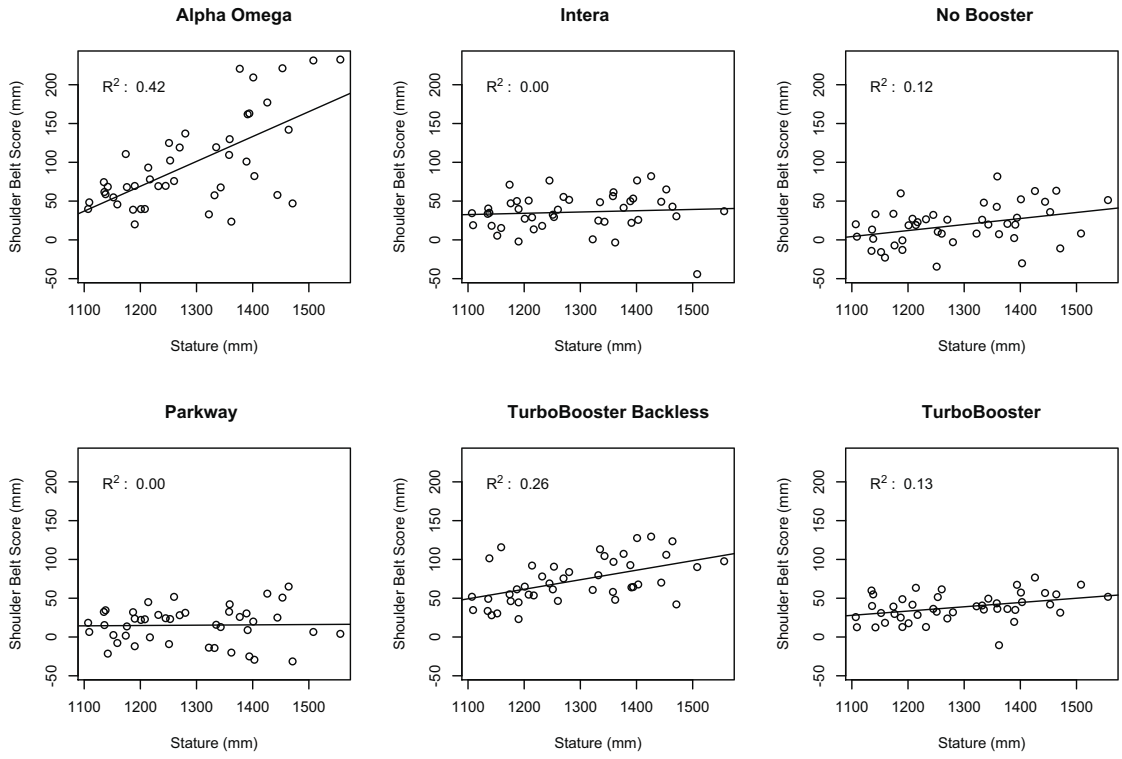 Alpha Omega
Intera
No Booster
Shoulder Belt Score (mm)
-50 0 50 100 150 200
R2 : 0.42
1100 1200 1300 1400 1500
Stature (mm)
Shoulder Belt Score (mm)
-50 0 50 100 150 200
R2 : 0.00
1100 1200 1300 1400 1500
Stature (mm)
Shoulder Belt Score (mm)
-50 0 50 100 150 200
R2 : 0.12
1100 1200 1300 1400 1500
Stature (mm)
Parkway
TurboBooster Backless
TurboBooster
Shoulder Belt Score (mm)
-50 0 50 100 150 200
R2 : 0.00
1100 1200 1300 1400 1500
Stature (mm)
Shoulder Belt Score (mm)
-50 0 50 100 150 200
R2 : 0.26
1100 1200 1300 1400 1500
Stature (mm)
Shoulder Belt Score (mm)
-50 0 50 100 150 200
R2 : 0.13
1100 1200 1300 1400 1500
Stature (mm)